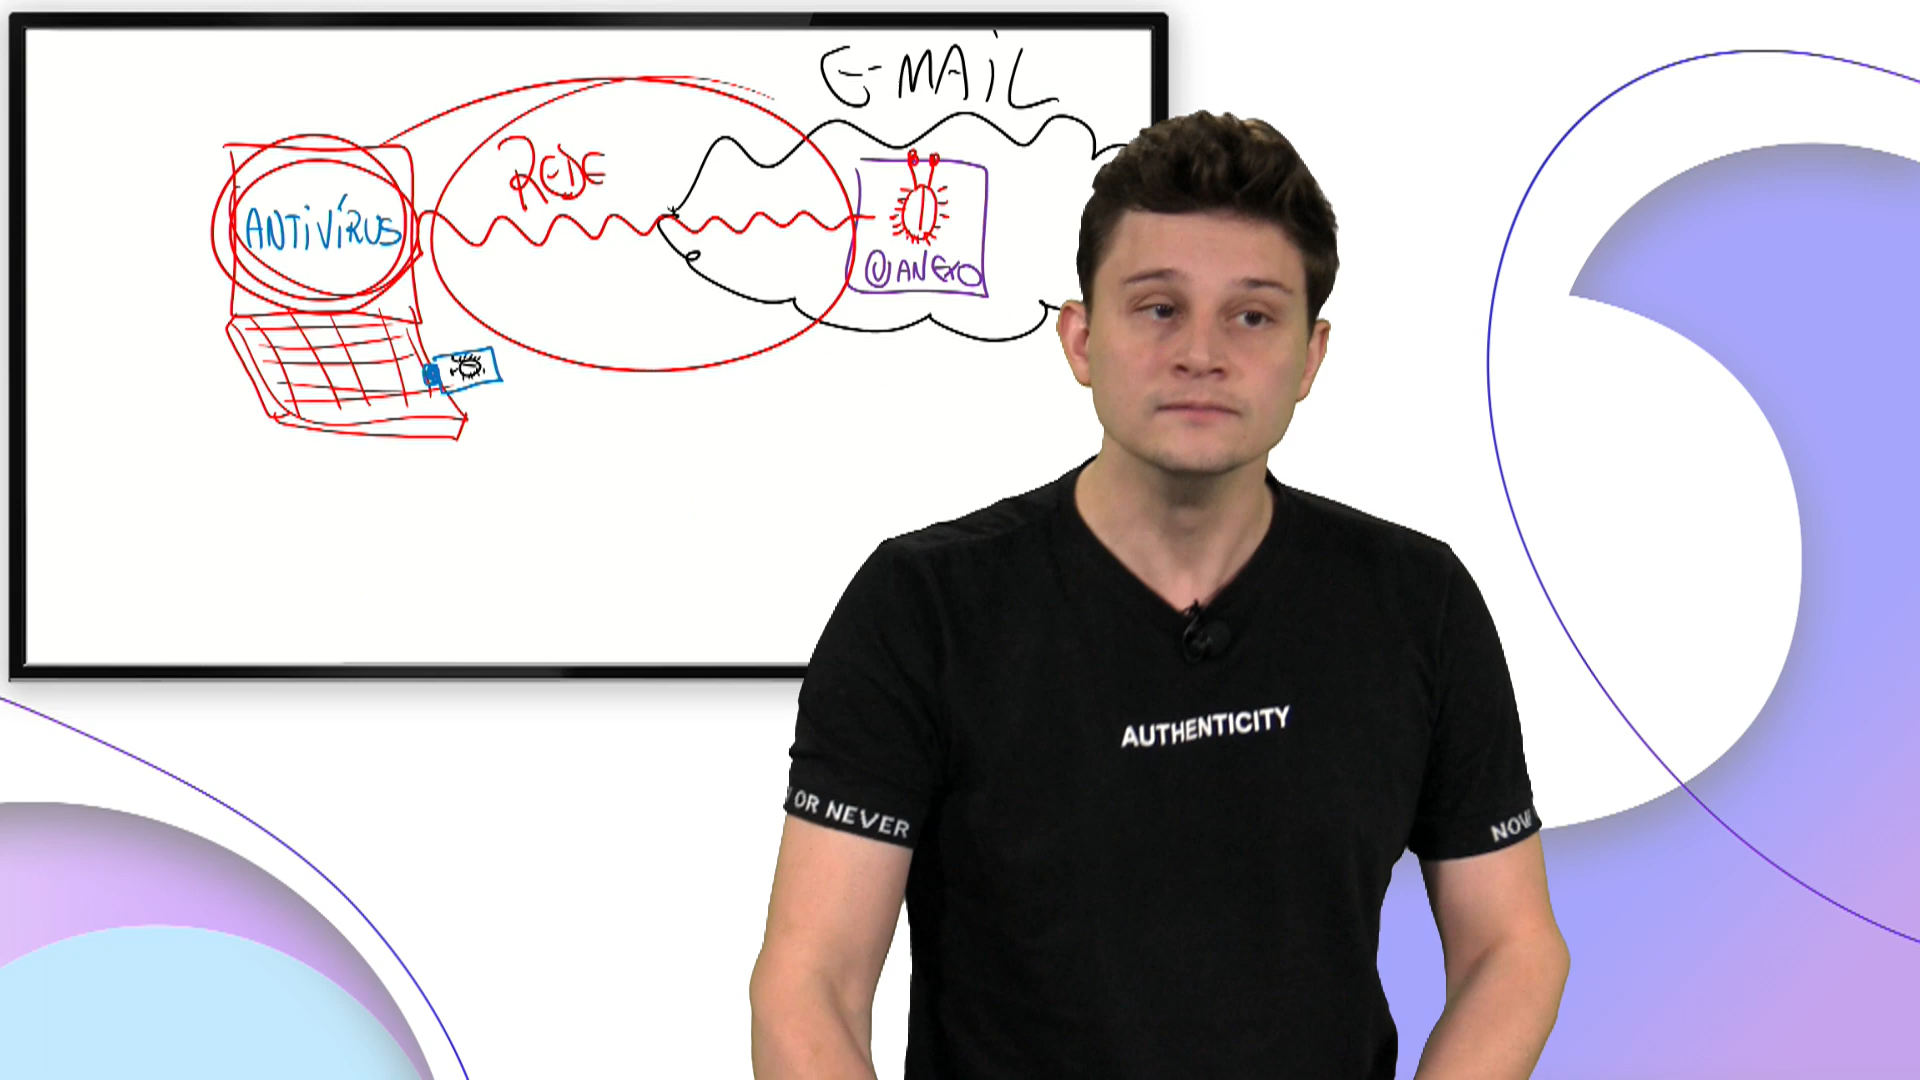 E-MAIL
REDE
ANTIVÍRUS
@ANEXO
AUTHENTICITY
OR NEVER
NOW